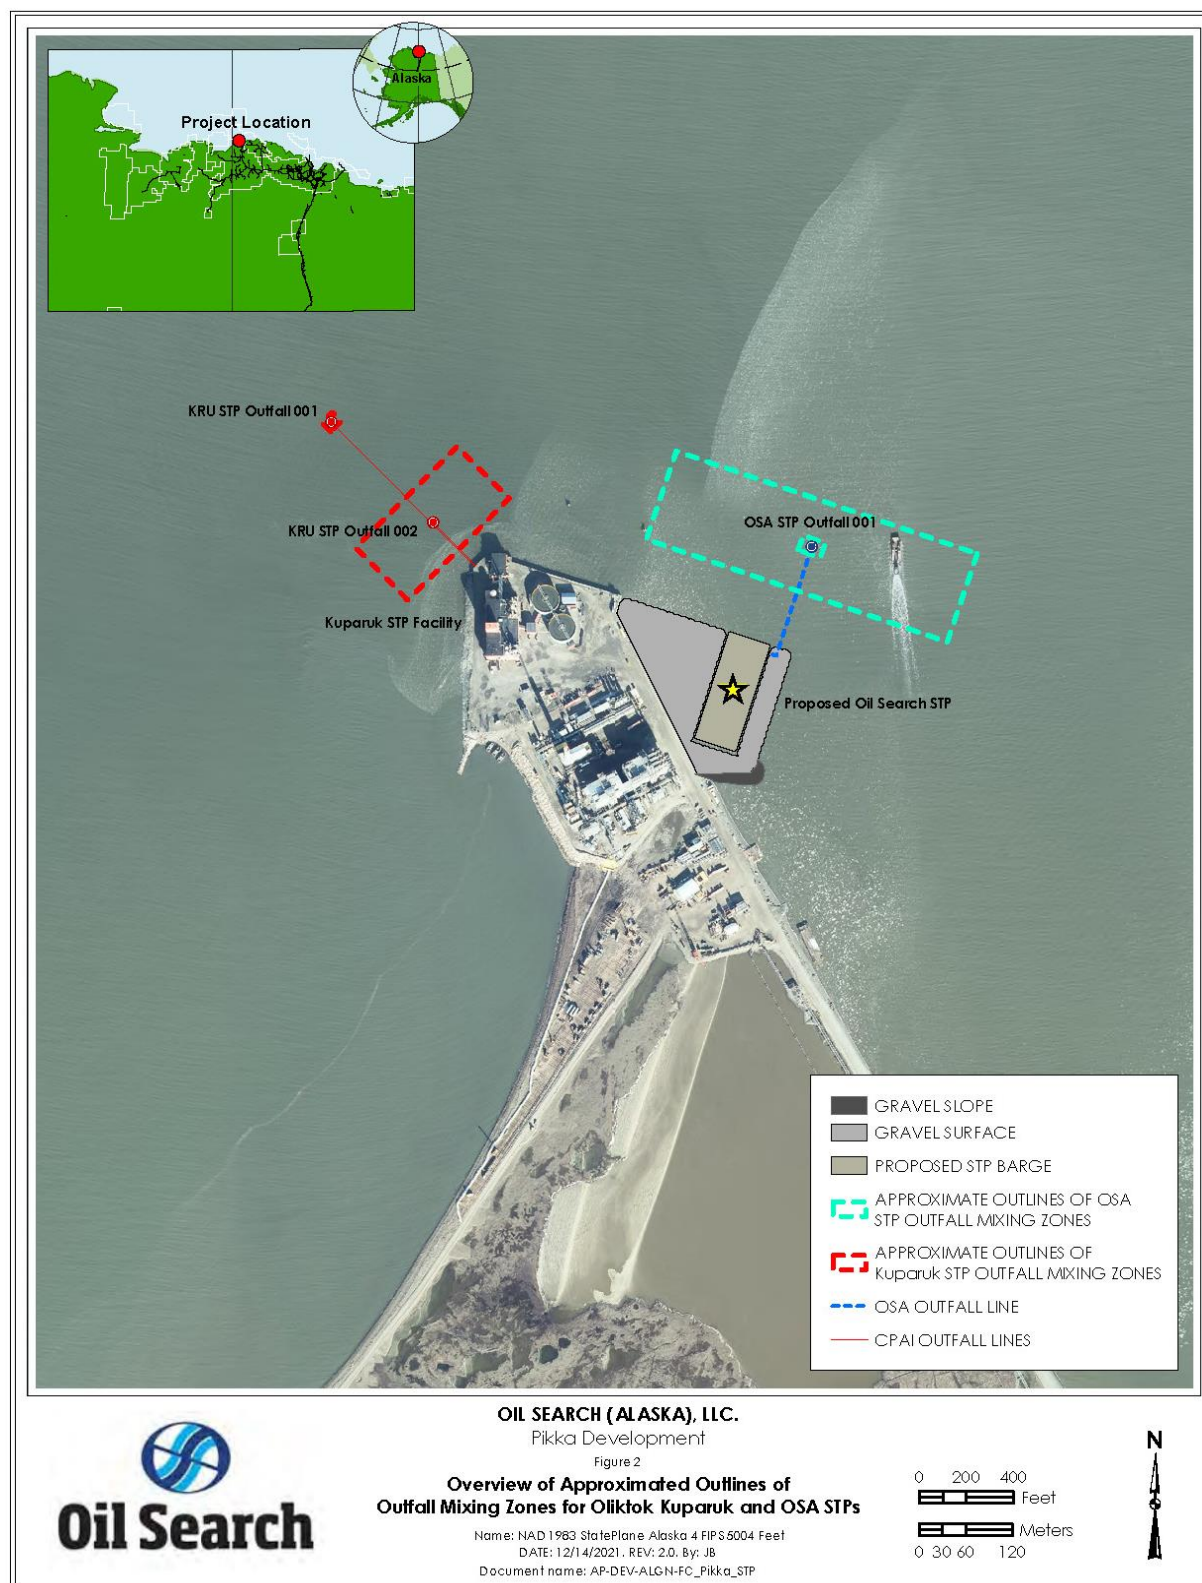 Alaska
Project Location
KRU STP Outfall 001
KRU STP Outfall 002
OSA STP Outfall 001
Kuparuk STP Facility
Proposed Oil Search STP
GRAVEL SLOPE
GRAVEL SURFACE
PROPOSED STP BARGE
APPROXIMATE OUTLINES OF OSA
STP OUTFALL MIXING ZONES
APPROXIMATE OUTLINES OF
Kuparuk STP OUTFALL MIXING ZONES
OSA OUTFALL LINE
CPAI OUTFALL LINES
Oil Search
OIL SEARCH (ALASKA), LLC.
Pikka Development
Figure 2
Overview of Approximated Outlines of
Outfall Mixing Zones for Oliktok Kuparuk and OSA STPs
Name: NAD 1983 StatePlane Alaska 4 FIPS 5004 Feet
DATE: 12/14/2021. REV: 2.0. By: JB
Document name: AP-DEV-ALGN-FC_Pikka_STP
0 200 400
Feet
Meters
0 30 60 120
N